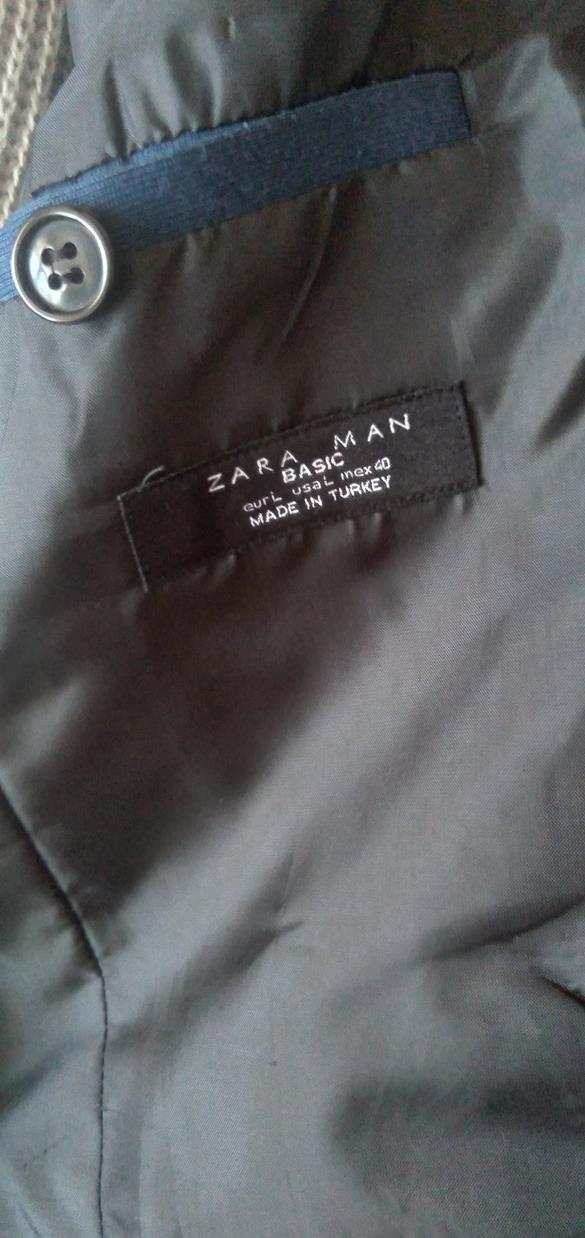 ZARA MAN
BASIC
eur L usa L mex 40
MADE IN TURKEY